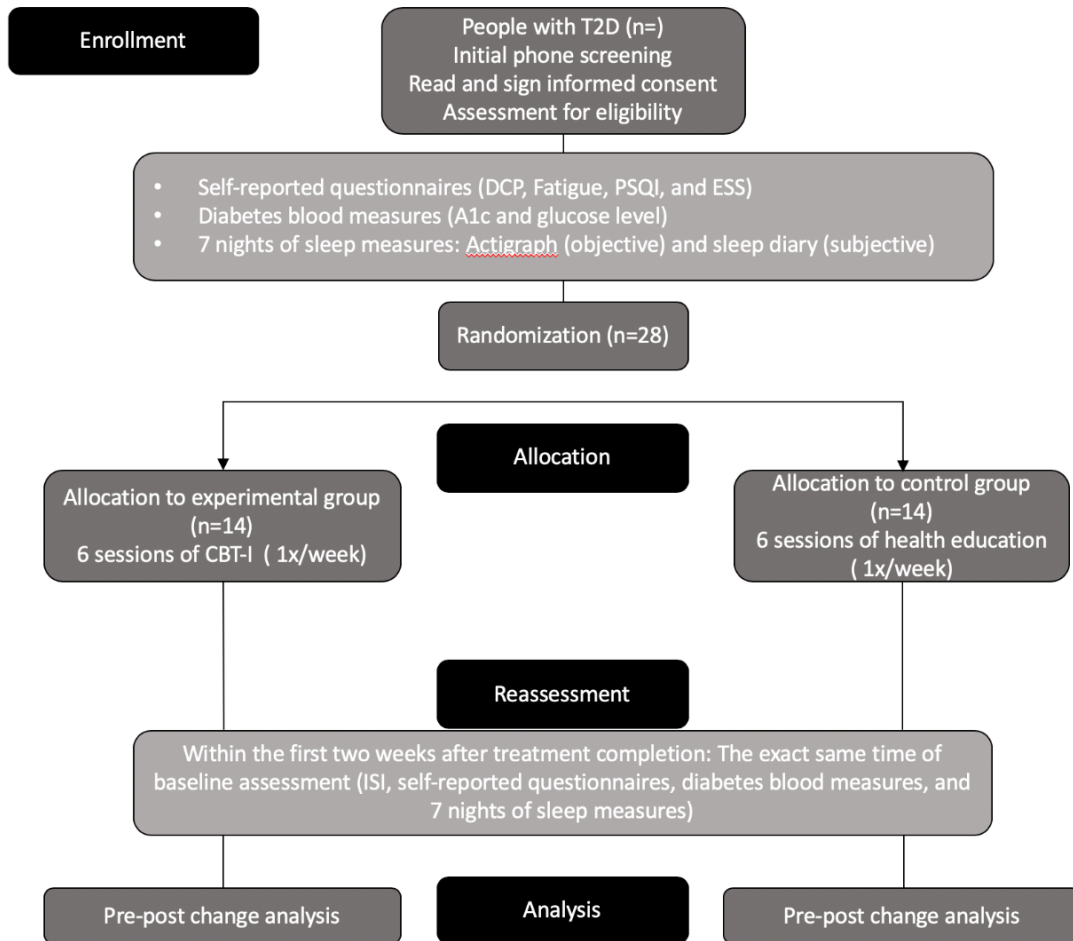 Enrollment
People with T2D (n=)
Initial phone screening
Read and sign informed consent
Assessment for eligibility
• Self-reported questionnaires (DCP, Fatigue, PSQI, and ESS)
• Diabetes blood measures (A1c and glucose level)
• 7 nights of sleep measures: Actigraph (objective) and sleep diary (subjective)
Randomization (n=28)
Allocation
Allocation to experimental group
(n=14)
6 sessions of CBT-I ( 1x/week)
Allocation to control group
(n=14)
6 sessions of health education
( 1x/week)
Reassessment
Within the first two weeks after treatment completion: The exact same time of
baseline assessment (ISI, self-reported questionnaires, diabetes blood measures, and
7 nights of sleep measures)
Pre-post change analysis
Analysis
Pre-post change analysis